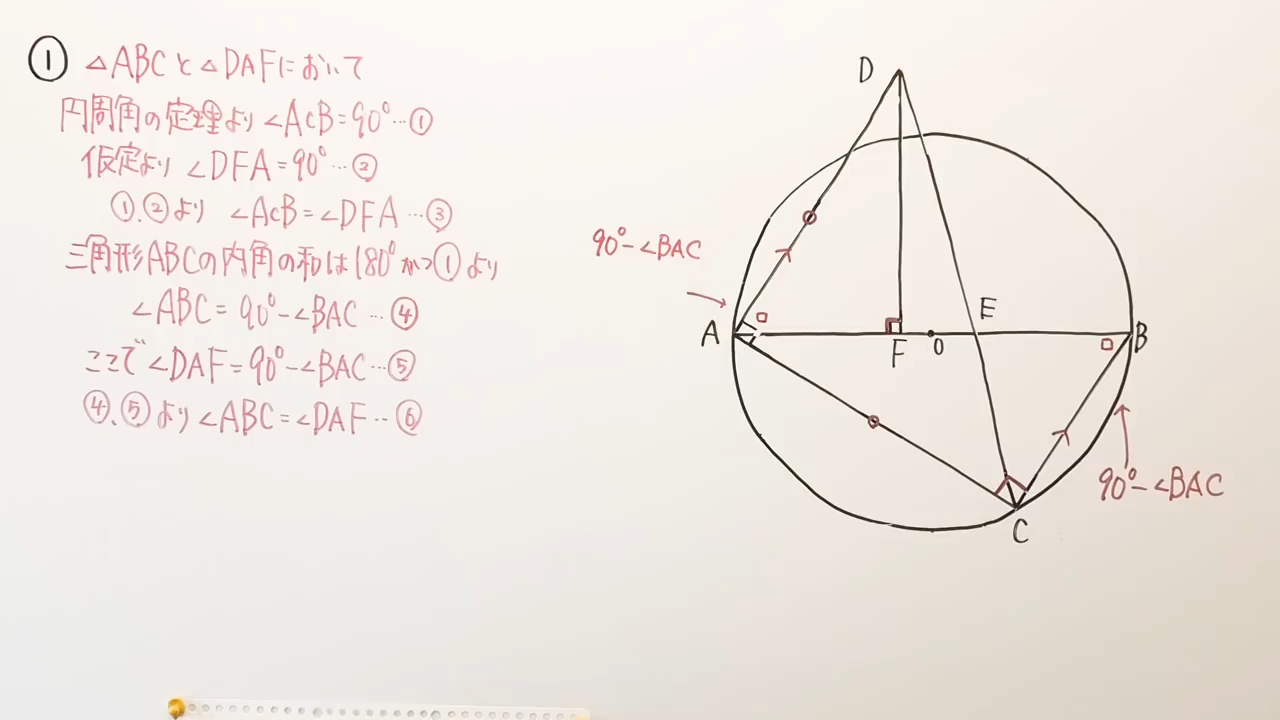 ① △ABCと△DAFにおいて
円周角の定理より∠ACB=90°…①
仮定より ∠DFA=90°…②
①、②より ∠ACB=∠DFA…③
三角形ABCの内角の和は180°かつ①より
∠ABC=90°-∠BAC…④
ここで∠DAF=90°-∠BAC…⑤
④、⑤より∠ABC=∠DAF…⑥
D
90°-∠BAC
A
F
O
E
B
90°-∠BAC
C